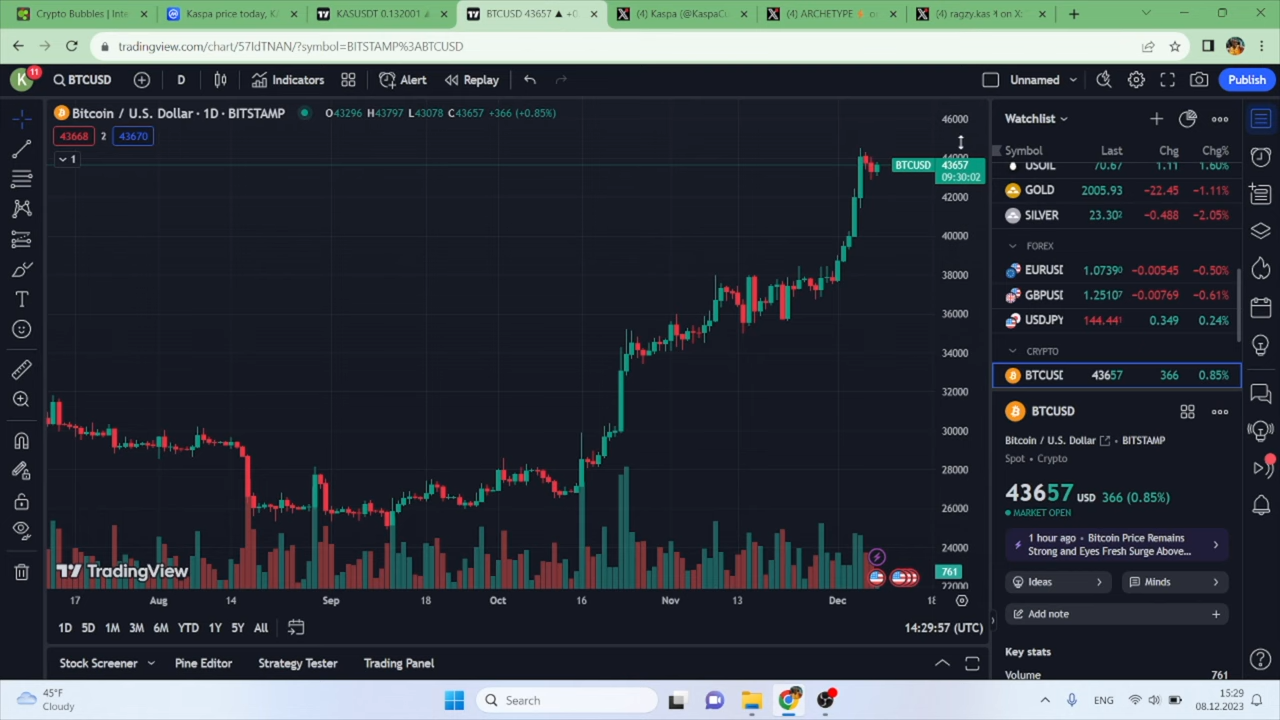 Crypto Bubbles | Inte
Kaspa price today, KA
KASUSDT 0.132001 ▲
BTCUSD 43657 ▲ +0
(4) Kaspa (@KaspaCu
(4) ARCHETYPE ⚡ on
(4) ragzy.kas
on X:
tradingview.com/chart/57IdTNAN/?symbol=BITSTAMP%3ABTCUSD
K
11
BTCUSD
D
Indicators
Alert
Replay
Unnamed
Publish
Bitcoin / U.S. Dollar · 1D · BITSTAMP
O43296 H43797 L43078 C43657 +366 (+0.85%)
43668
2
43670
1
46000
44000
BTCUSD
43657
09:30:02
42000
40000
38000
36000
34000
32000
30000
28000
26000
24000
761
22000
TradingView
17
Aug
14
Sep
18
Oct
16
Nov
13
Dec
18
1D 5D 1M 3M 6M YTD 1Y 5Y All
14:29:57 (UTC)
Stock Screener
Pine Editor
Strategy Tester
Trading Panel
Watchlist
Symbol Last Chg Chg%
USOIL 70.67 1.11 1.60%
GOLD 2005.93 −22.45 −1.11%
SILVER 23.302 −0.488 −2.05%
FOREX
EURUSD 1.07390 −0.00545 −0.50%
GBPUSD 1.25107 −0.00769 −0.61%
USDJPY 144.441 0.349 0.24%
CRYPTO
BTCUSD 43657 366 0.85%
BTCUSD
Bitcoin / U.S. Dollar · BITSTAMP
Spot • Crypto
43657 USD 366 (0.85%)
MARKET OPEN
1 hour ago • Bitcoin Price Remains
Strong and Eyes Fresh Surge Above...
Ideas
Minds
Add note
Key stats
Volume 761
45°F
Cloudy
Search
ENG
15:29
08.12.2023